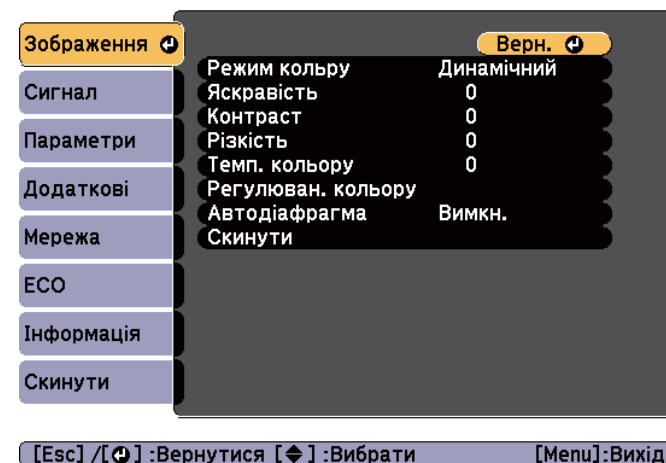 Зображення
Сигнал
Параметри
Додаткові
Мережа
ECO
Інформація
Скинути
Верн.
Режим кольру Динамічний
Яскравість 0
Контраст 0
Різкість 0
Темп. кольору 0
Регулюван. кольору
Автодіафрагма Вимкн.
Скинути
[Esc] /[⏎] :Вернутися [◆] :Вибрати [Menu]:Вихід